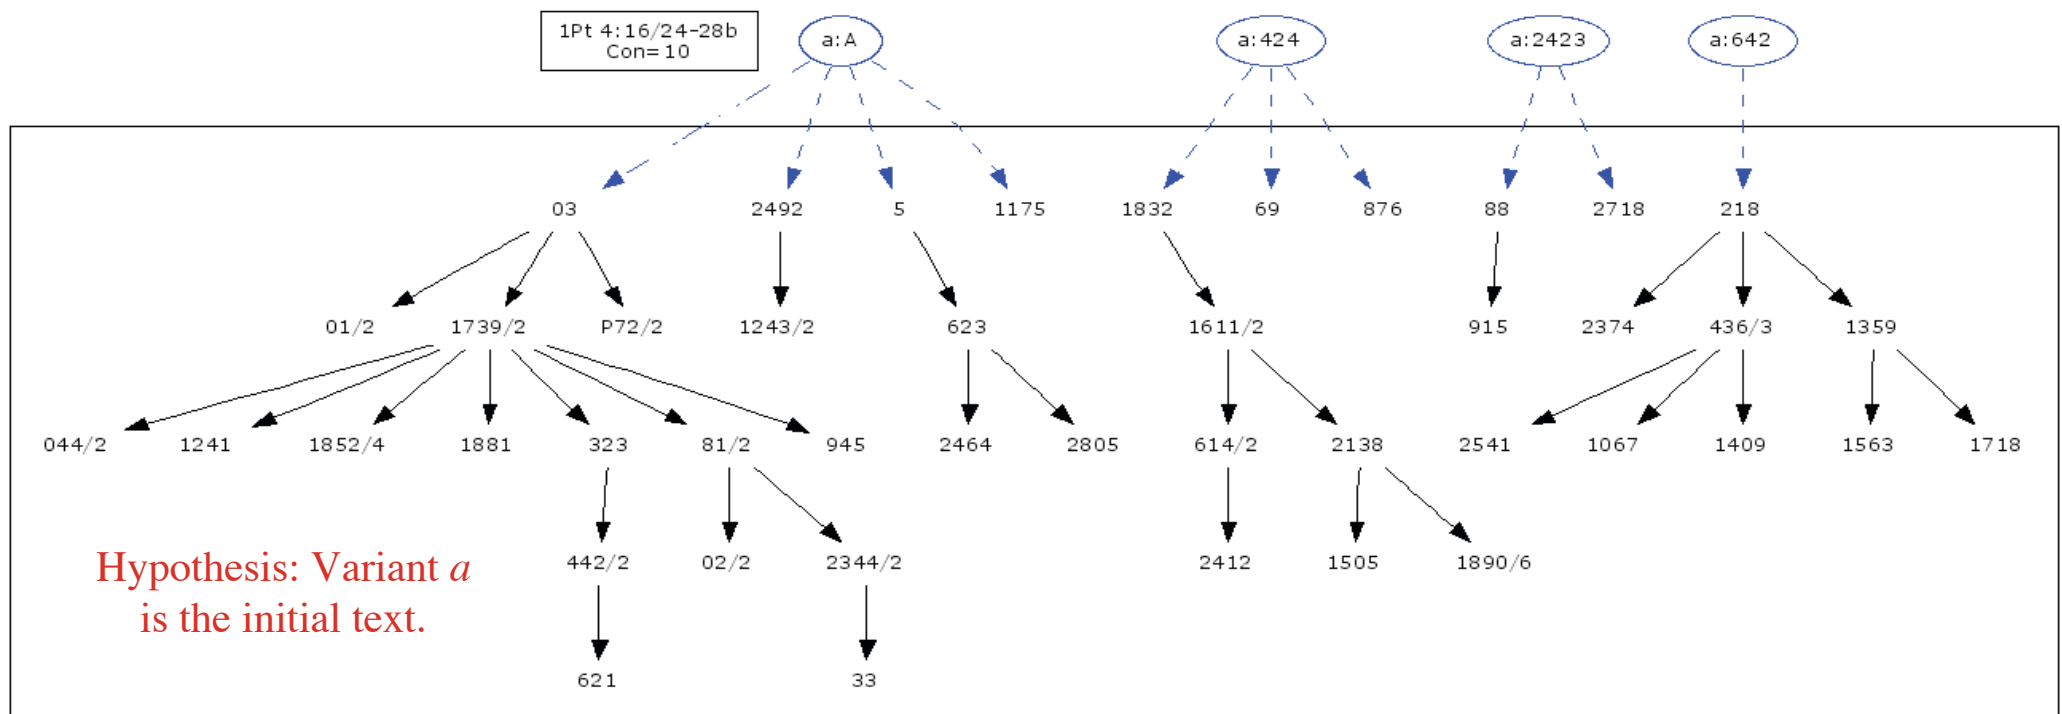 1Pt 4:16/24-28b
Con=10
a:A a:424 a:2423 a:642
03 2492 5 1175 1832 69 876 88 2718 218
01/2 1739/2 P72/2 1243/2 623 1611/2 915 2374 436/3 1359
044/2 1241 1852/4 1881 323 81/2 945 2464 2805 614/2 2138 2541 1067 1409 1563 1718
442/2 02/2 2344/2 2412 1505 1890/6
Hypothesis: Variant a
is the initial text.
621 33